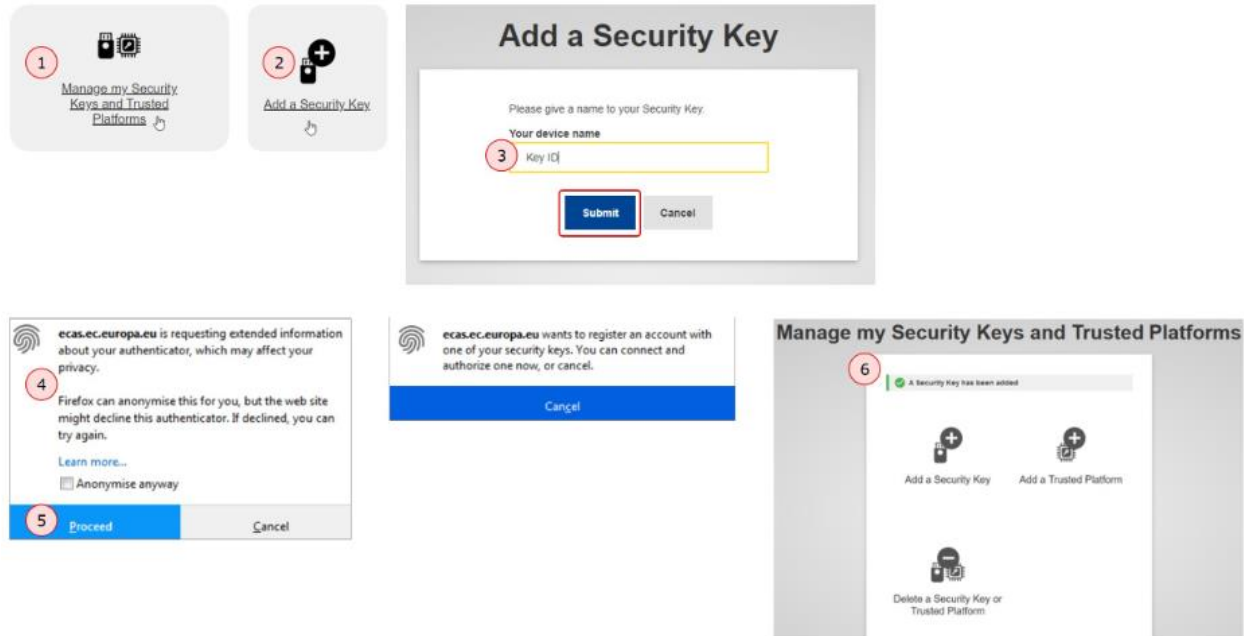 1
Manage my Security
Keys and Trusted
Platforms
2
Add a Security Key
Add a Security Key
Please give a name to your Security Key.
Your device name
3
Key ID
Submit
Cancel
ecas.ec.europa.eu is requesting extended information
about your authenticator, which may affect your
privacy.
4
Firefox can anonymise this for you, but the web site
might decline this authenticator. If declined, you can
try again.
Learn more...
Anonymise anyway
5
Proceed
Cancel
ecas.ec.europa.eu wants to register an account with
one of your security keys. You can connect and
authorize one now, or cancel.
Cancel
Manage my Security Keys and Trusted Platforms
6
A Security Key has been added
Add a Security Key
Add a Trusted Platform
Delete a Security Key or
Trusted Platform